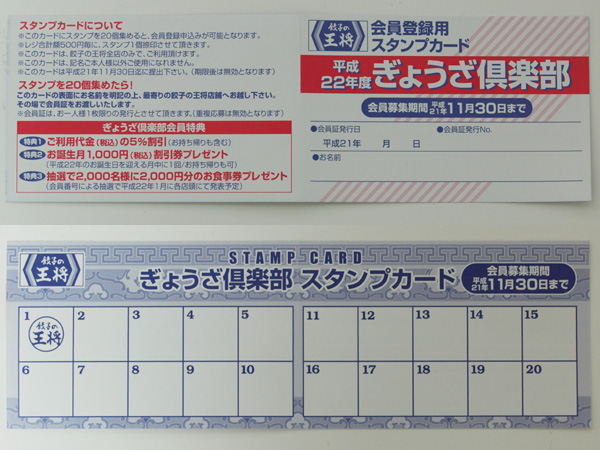 スタンプカードについて
※このカードにスタンプを20個集めると、会員登録申込みが可能となります。
※レジ合計額500円毎に、スタンプ1個捺印させて頂きます。
※このカードは、餃子の王将全店のみで、ご利用頂けます。
※このカードは、記名ご本人様以外ご使用になれません。
※このカードは平成21年11月30日迄に提出下さい。(期限後は無効となります)
スタンプを20個集めたら!
このカードの表面にお名前を明記の上、最寄りの餃子の王将店舗へお越し下さい。
その場で会員証をお渡しいたします。
※会員証は、お一人様1枚限りの発行とさせて頂きます。(重複応募は無効となります)
ぎょうざ倶楽部会員特典
特典1 ご利用代金(税込)の5%割引(お持ち帰りも含む)
特典2 お誕生月1,000円(税込)割引券プレゼント
(平成22年のお誕生日を迎える月中に1回/お持ち帰りも可)
特典3 抽選で2,000名様に2,000円分のお食事券プレゼント
(会員番号による抽選で平成22年1月に各店頭にて発表予定)
餃子の
王将
会員登録用
スタンプカード
平成
22年度
ぎょうざ倶楽部
会員募集期間 平成21年11月30日まで
●会員証発行日 ●会員証発行No.
平成21年 月 日
●お名前
餃子の
王将
STAMP CARD
ぎょうざ倶楽部 スタンプカード
会員募集期間
平成21年11月30日まで
1 2 3 4 5 11 12 13 14 15
餃子の
王将
6 7 8 9 10 16 17 18 19 20